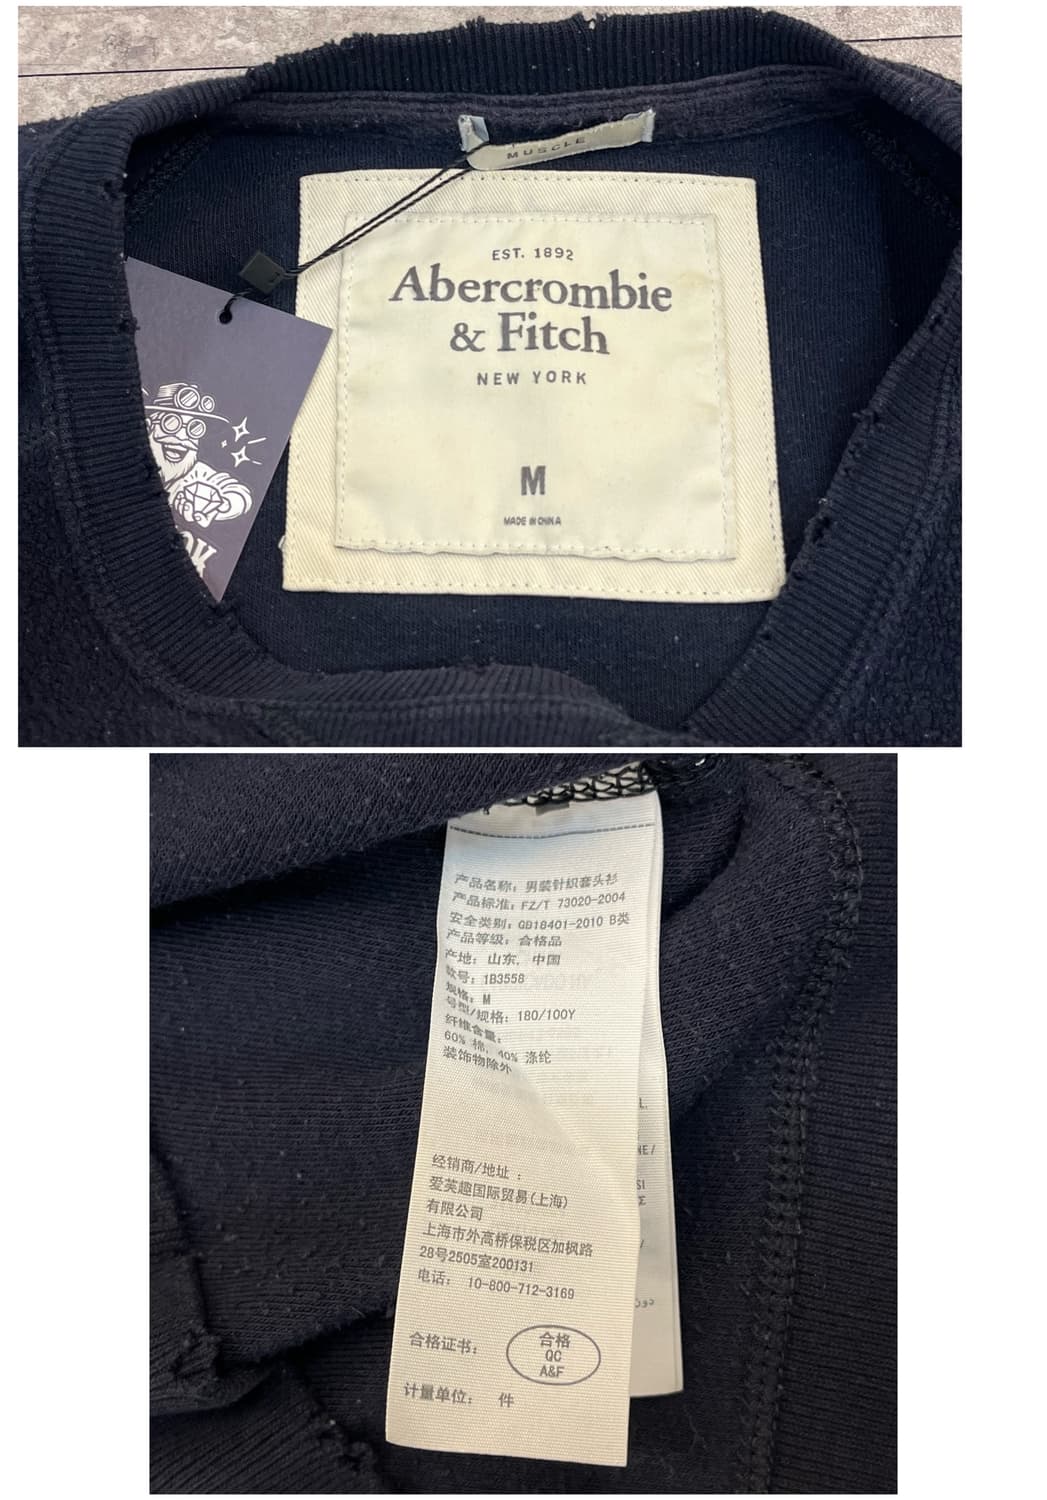 MUSCLE
EST. 1892
Abercrombie
& Fitch
NEW YORK
M
MADE IN CHINA
产品名称：男装针织套头衫
产品标准：FZ/T 73020-2004
安全类别：GB18401-2010 B类
产品等级：合格品
产地：山东，中国
款号：1B3558
规格：M
号型/规格：180/100Y
纤维含量：
60% 棉，40% 涤纶
装饰物除外
经销商/地址：
爱芙趣国际贸易(上海)
有限公司
上海市外高桥保税区加枫路
28号2505室200131
电话： 10-800-712-3169
合格证书：
合格
QC
A&F
计量单位： 件